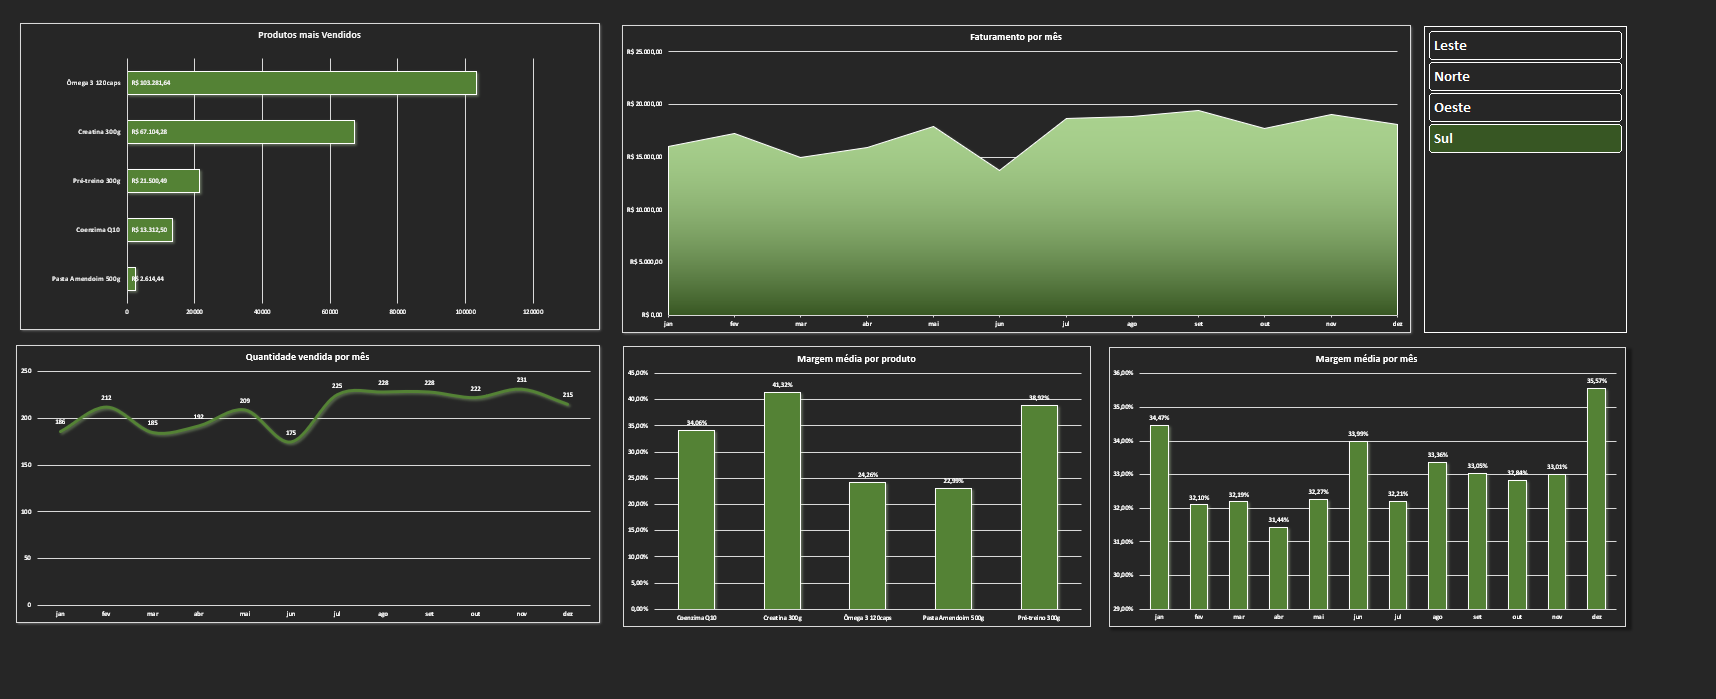 Produtos mais Vendidos
Ômega 3 120caps
R$ 103.281,64
Creatina 300g
R$ 67.104,28
Pré-treino 300g
R$ 21.500,49
Coenzima Q10
R$ 13.312,50
Pasta Amendoim 500g
R$ 2.614,44
0 20000 40000 60000 80000 100000 120000
Faturamento por mês
R$ 25.000,00
R$ 20.000,00
R$ 15.000,00
R$ 10.000,00
R$ 5.000,00
R$ 0,00
jan fev mar abr mai jun jul ago set out nov dez
Leste
Norte
Oeste
Sul
Quantidade vendida por mês
250
200
150
100
50
0
186 212 185 192 209 175 225 228 228 222 231 215
jan fev mar abr mai jun jul ago set out nov dez
Margem média por produto
45,00%
40,00%
35,00%
30,00%
25,00%
20,00%
15,00%
10,00%
5,00%
0,00%
34,06% 41,32% 24,26% 22,99% 38,92%
Coenzima Q10 Creatina 300g Ômega 3 120caps Pasta Amendoim 500g Pré-treino 300g
Margem média por mês
36,00%
35,00%
34,00%
33,00%
32,00%
31,00%
30,00%
29,00%
34,47% 32,10% 32,19% 31,44% 32,27% 33,99% 32,21% 33,36% 33,05% 32,84% 33,01% 35,57%
jan fev mar abr mai jun jul ago set out nov dez